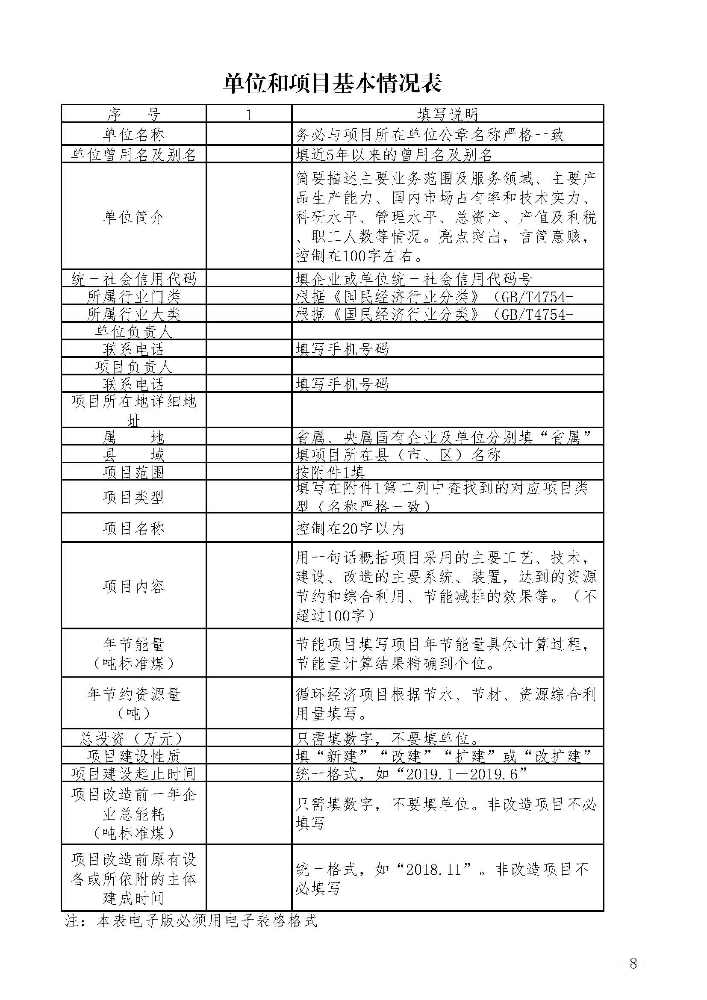 单位和项目基本情况表
序 号 1 填写说明
单位名称 务必与项目所在单位公章名称严格一致
单位曾用名及别名 填近5年以来的曾用名及别名
单位简介
简要描述主要业务范围及服务领域、主要产
品生产能力、国内市场占有率和技术实力、
科研水平、管理水平、总资产、产值及利税
、职工人数等情况。亮点突出，言简意赅，
控制在100字左右。
统一社会信用代码 填企业或单位统一社会信用代码号
所属行业门类 根据《国民经济行业分类》（GB/T4754-
所属行业大类 根据《国民经济行业分类》（GB/T4754-
单位负责人
联系电话 填写手机号码
项目负责人
联系电话 填写手机号码
项目所在地详细地
址
属 地 省属、央属国有企业及单位分别填“省属”
县 域 填项目所在县（市、区）名称
项目范围 按附件1填
项目类型
填写在附件1第二列中查找到的对应项目类
型（名称严格一致）
项目名称 控制在20字以内
项目内容
用一句话概括项目采用的主要工艺、技术，
建设、改造的主要系统、装置，达到的资源
节约和综合利用、节能减排的效果等。（不
超过100字）
年节能量
（吨标准煤）
节能项目填写项目年节能量具体计算过程，
节能量计算结果精确到个位。
年节约资源量
（吨）
循环经济项目根据节水、节材、资源综合利
用量填写。
总投资（万元） 只需填数字，不要填单位。
项目建设性质 填“新建”“改建”“扩建”或“改扩建”
项目建设起止时间 统一格式，如“2019.1－2019.6”
项目改造前一年企
业总能耗
（吨标准煤）
只需填数字，不要填单位。非改造项目不必
填写
项目改造前原有设
备或所依附的主体
建成时间
统一格式，如“2018.11”。非改造项目不
必填写
注：本表电子版必须用电子表格格式
-8-